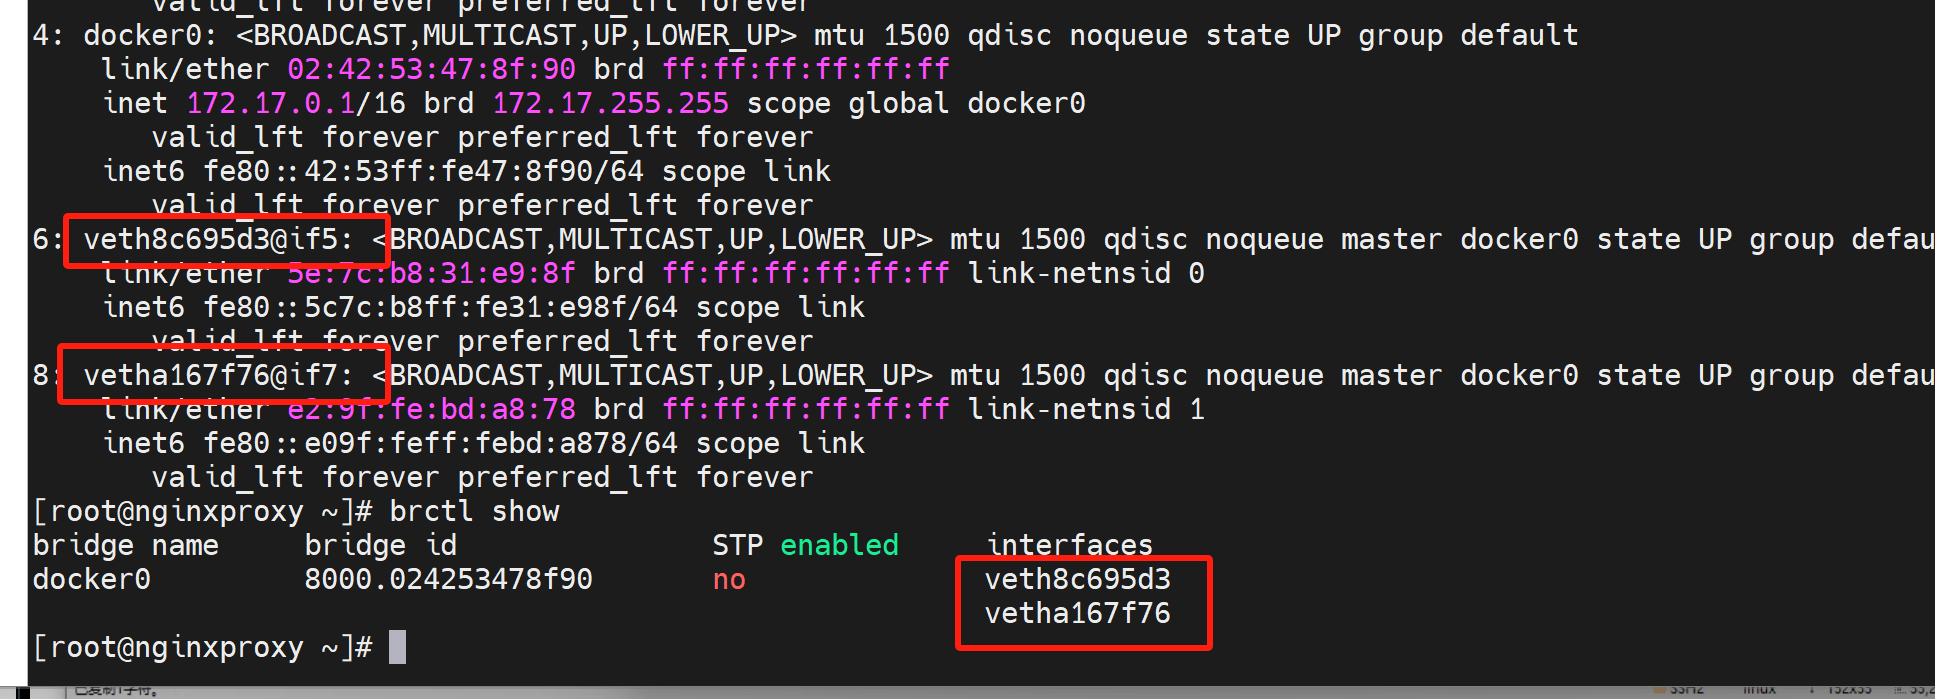 valid_lft forever preferred_lft forever
4: docker0: <BROADCAST,MULTICAST,UP,LOWER_UP> mtu 1500 qdisc noqueue state UP group default
link/ether 02:42:53:47:8f:90 brd ff:ff:ff:ff:ff:ff
inet 172.17.0.1/16 brd 172.17.255.255 scope global docker0
valid_lft forever preferred_lft forever
inet6 fe80::42:53ff:fe47:8f90/64 scope link
valid_lft forever preferred_lft forever
6: veth8c695d3@if5: <BROADCAST,MULTICAST,UP,LOWER_UP> mtu 1500 qdisc noqueue master docker0 state UP group defau
link/ether 5e:7c:b8:31:e9:8f brd ff:ff:ff:ff:ff:ff link-netnsid 0
inet6 fe80::5c7c:b8ff:fe31:e98f/64 scope link
valid_lft forever preferred_lft forever
8: vetha167f76@if7: <BROADCAST,MULTICAST,UP,LOWER_UP> mtu 1500 qdisc noqueue master docker0 state UP group defau
link/ether e2:9f:fe:bd:a8:78 brd ff:ff:ff:ff:ff:ff link-netnsid 1
inet6 fe80::e09f:feff:febd:a878/64 scope link
valid_lft forever preferred_lft forever
[root@nginxproxy ~]# brctl show
bridge name bridge id STP enabled interfaces
docker0 8000.024253478f90 no veth8c695d3
vetha167f76
[root@nginxproxy ~]#
已复制1字符。 SSH2 linux